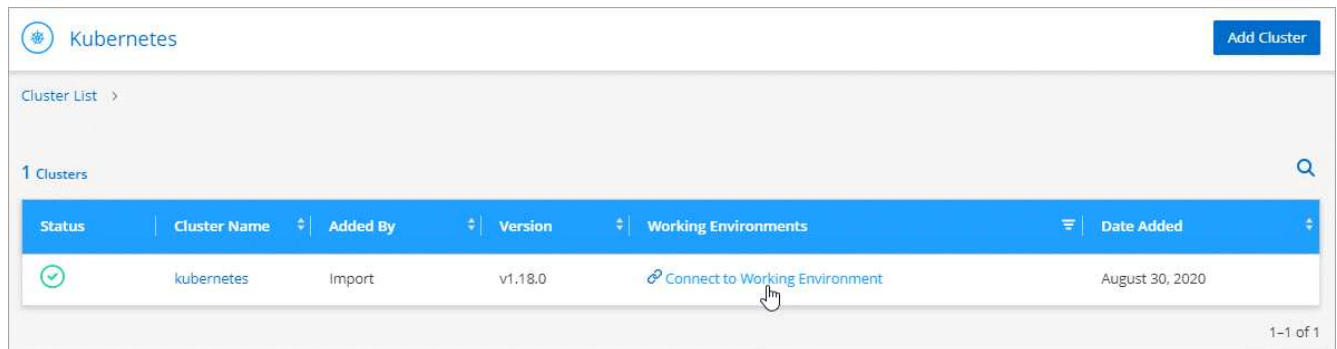 Kubernetes Add Cluster
Cluster List >
1 Clusters
Status Cluster Name Added By Version Working Environments Date Added
kubernetes Import v1.18.0 Connect to Working Environment August 30, 2020
1–1 of 1